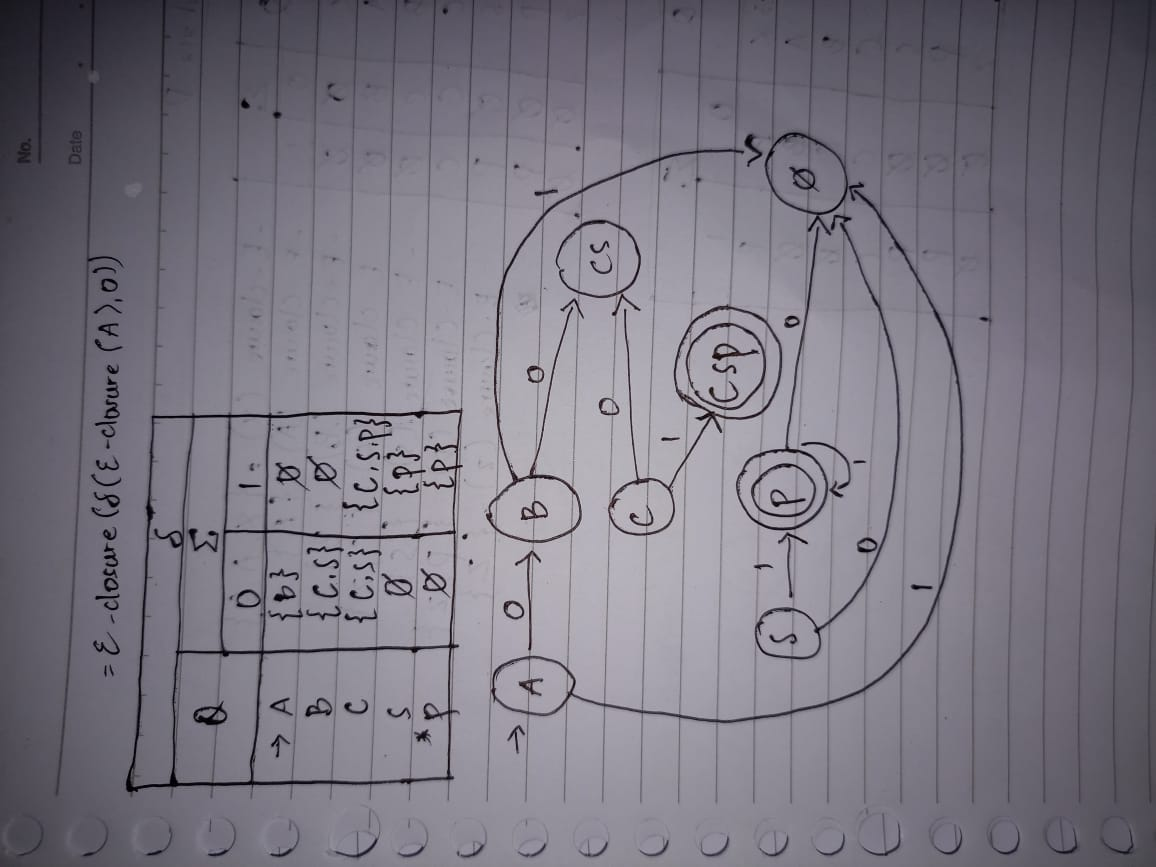 No.
Date
= ε-closure (δ(ε-closure (A), 0))
δ
Q Σ
0 1
→ A {B} Ø
B {C,S} Ø
C {C,S} {C,S,P}
S Ø {P}
* P Ø {P}
→ A 0 B 0 CS 1
C 0 1 CSP
S 1 P 1 0 Ø
0
1